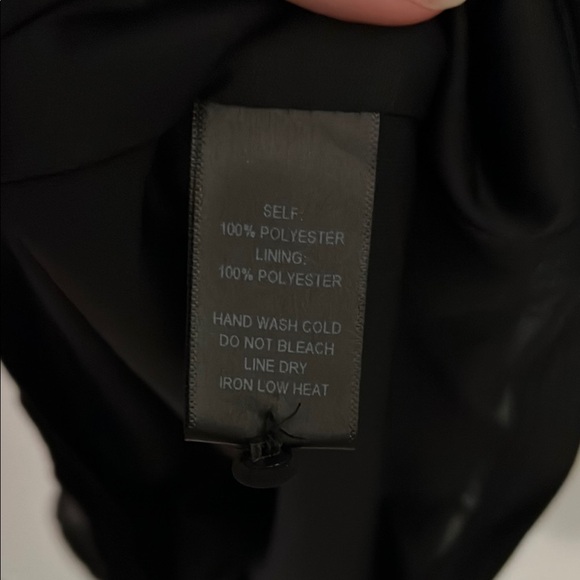 SELF:
100% POLYESTER
LINING:
100% POLYESTER
HAND WASH COLD
DO NOT BLEACH
LINE DRY
IRON LOW HEAT